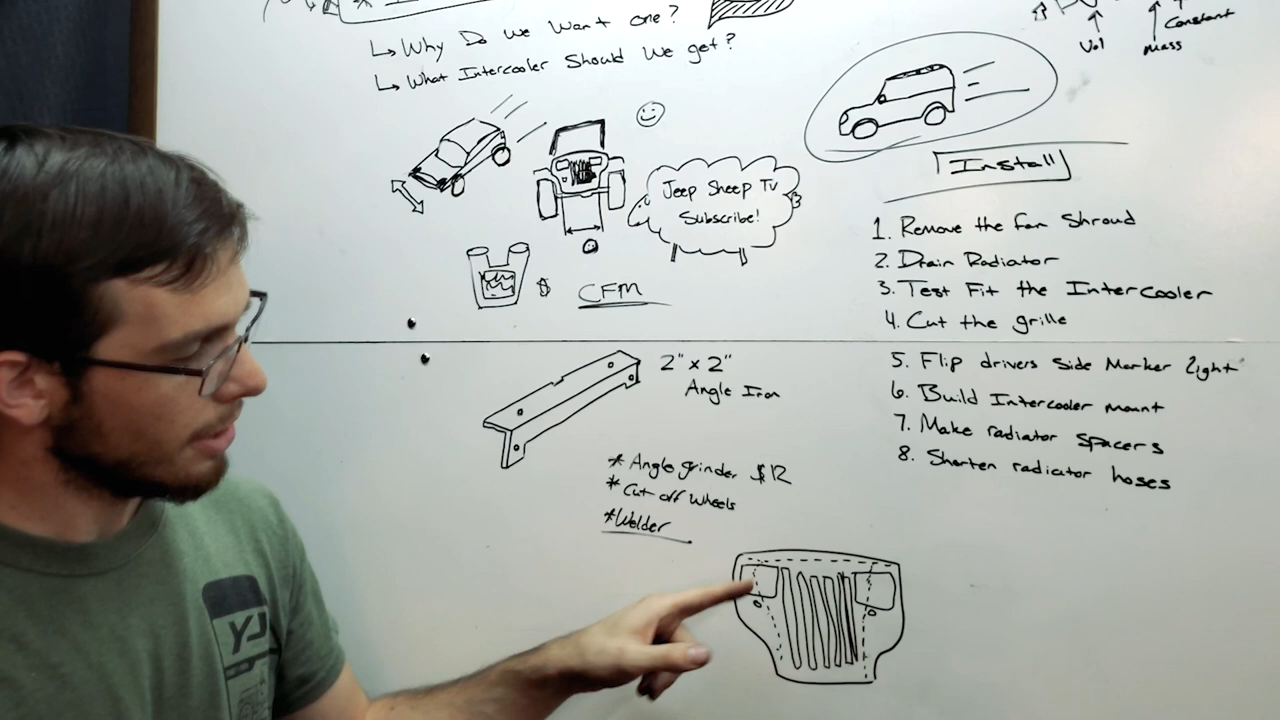 ↳ Why Do we want one?
↳ What Intercooler Should We get?
Vol
Mass
Constant
Jeep Sheep TV
Subscribe!
$
CFM
Install
1. Remove the fan Shroud
2. Drain Radiator
3. Test Fit the Intercooler
4. Cut the grille
5. Flip drivers Side Marker light
6. Build Intercooler mount
7. Make radiator Spacers
8. Shorten radiator hoses
2" x 2"
Angle Iron
* Angle grinder $12
* Cut off Wheels
* Welder
YJ